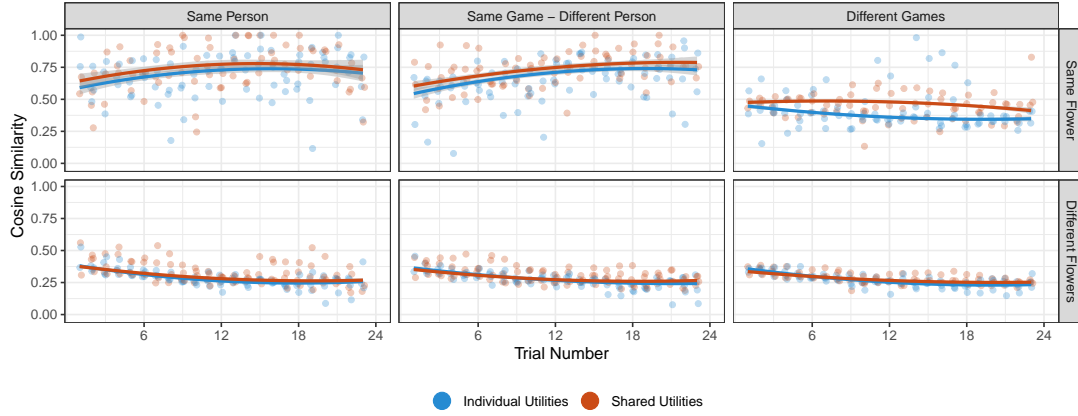 Same Person
Same Game − Different Person
Different Games
Cosine Similarity
1.00
0.75
0.50
0.25
0.00
Same
Flower
1.00
0.75
0.50
0.25
0.00
Different Flowers
6 12 18 24
6 12 18 24
6 12 18 24
Trial Number
Individual Utilities
Shared Utilities